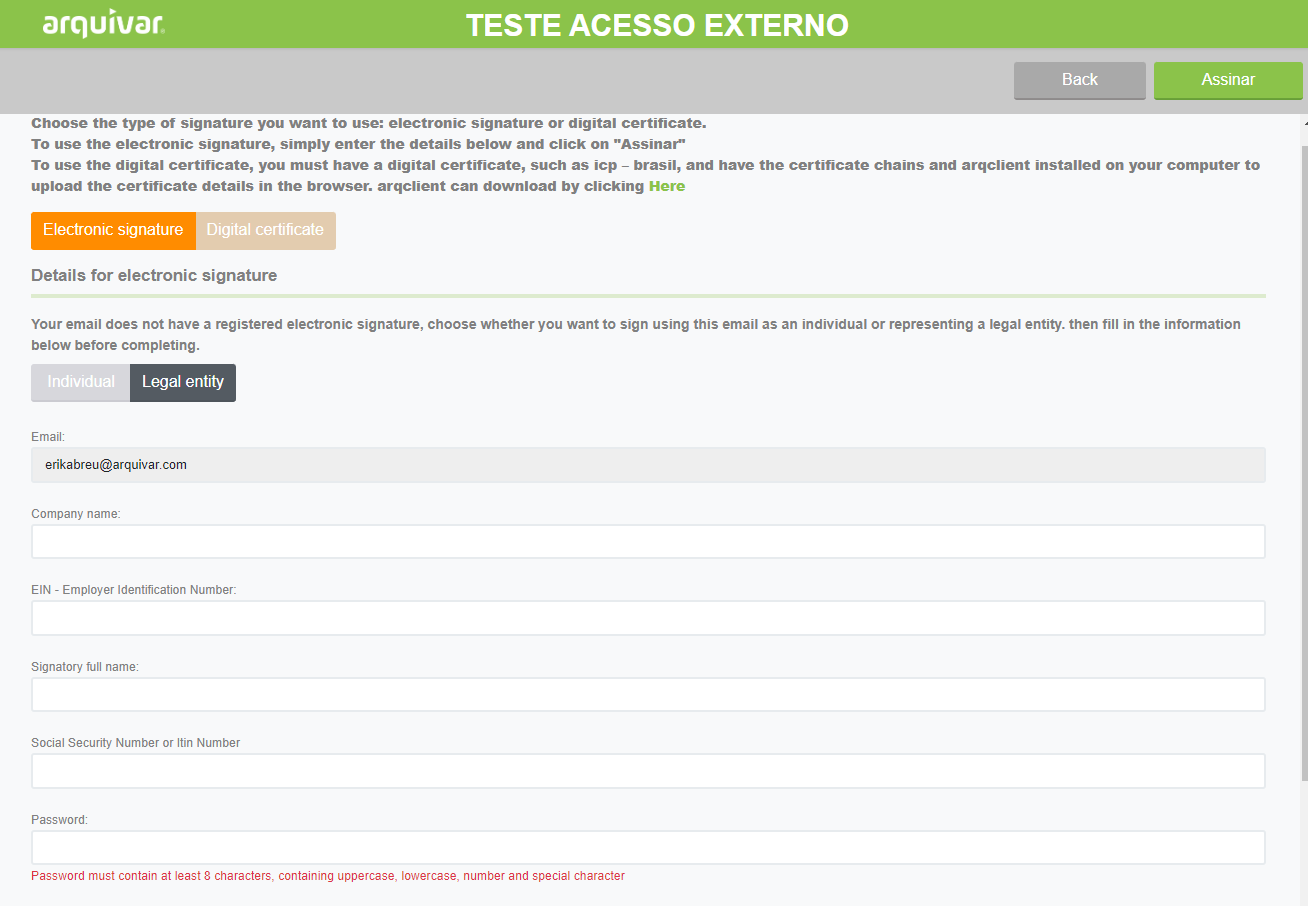 arquivar
TESTE ACESSO EXTERNO
Back
Assinar
Choose the type of signature you want to use: electronic signature or digital certificate.
To use the electronic signature, simply enter the details below and click on "Assinar"
To use the digital certificate, you must have a digital certificate, such as icp – brasil, and have the certificate chains and arqclient installed on your computer to
upload the certificate details in the browser. arqclient can download by clicking Here
Electronic signature
Digital certificate
Details for electronic signature
Your email does not have a registered electronic signature, choose whether you want to sign using this email as an individual or representing a legal entity. then fill in the information
below before completing.
Individual
Legal entity
Email:
erikabreu@arquivar.com
Company name:
EIN - Employer Identification Number:
Signatory full name:
Social Security Number or Itin Number
Password:
Password must contain at least 8 characters, containing uppercase, lowercase, number and special character